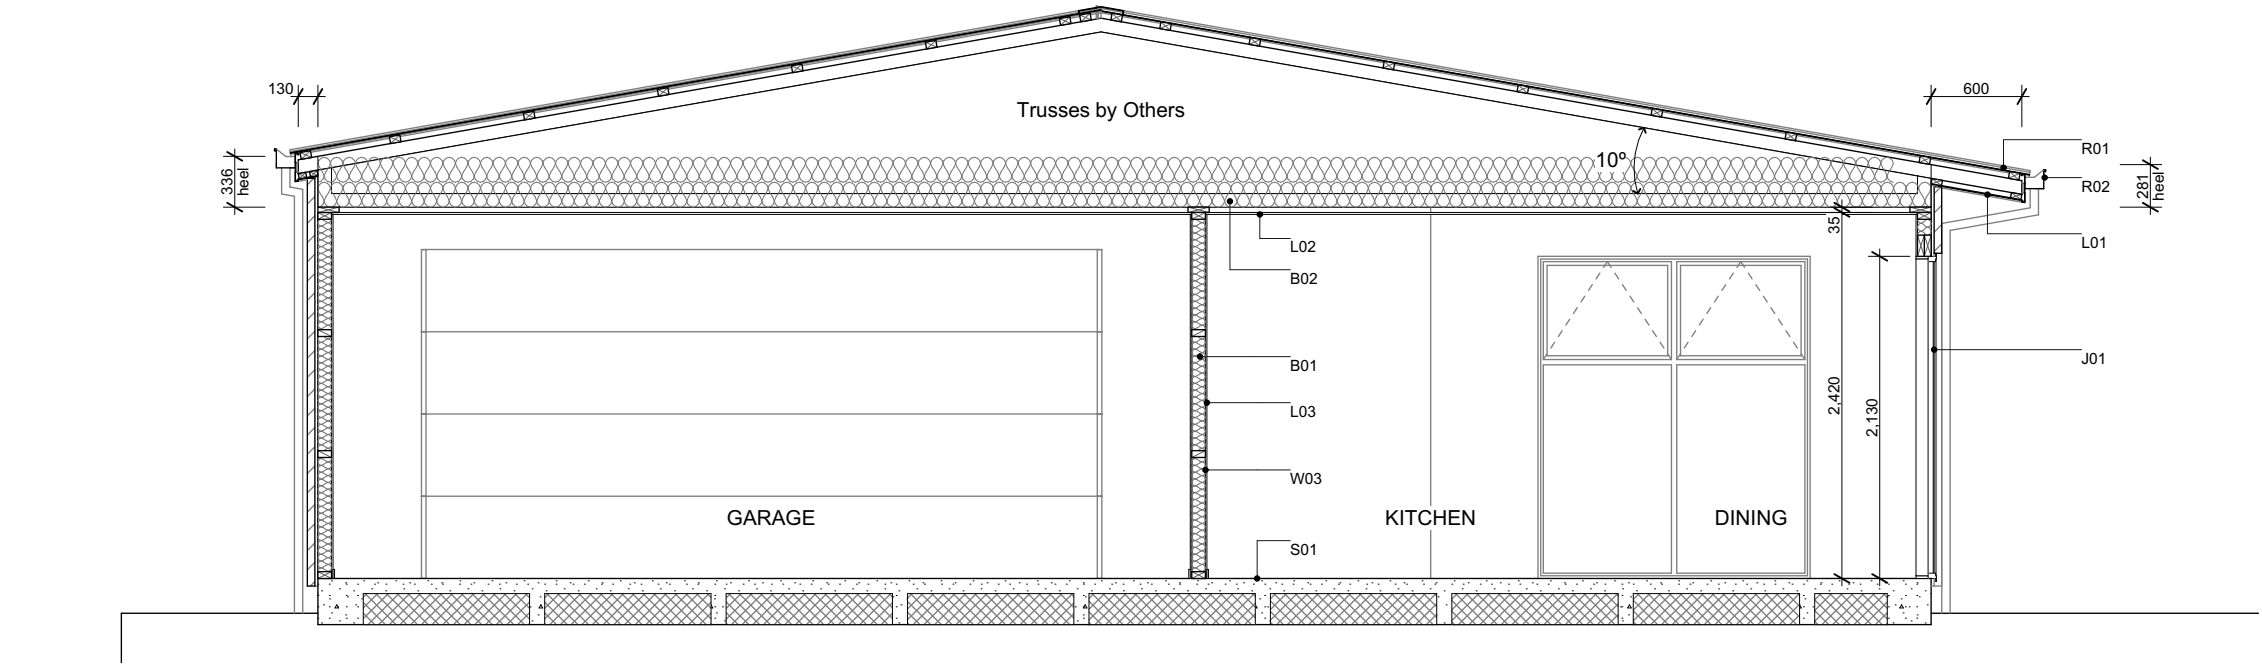 130
600
Trusses by Others
R01
10º
336
heel
R02
281
heel
35
L02
L01
B02
J01
B01
2,420
L03
2,130
W03
GARAGE
KITCHEN
DINING
S01